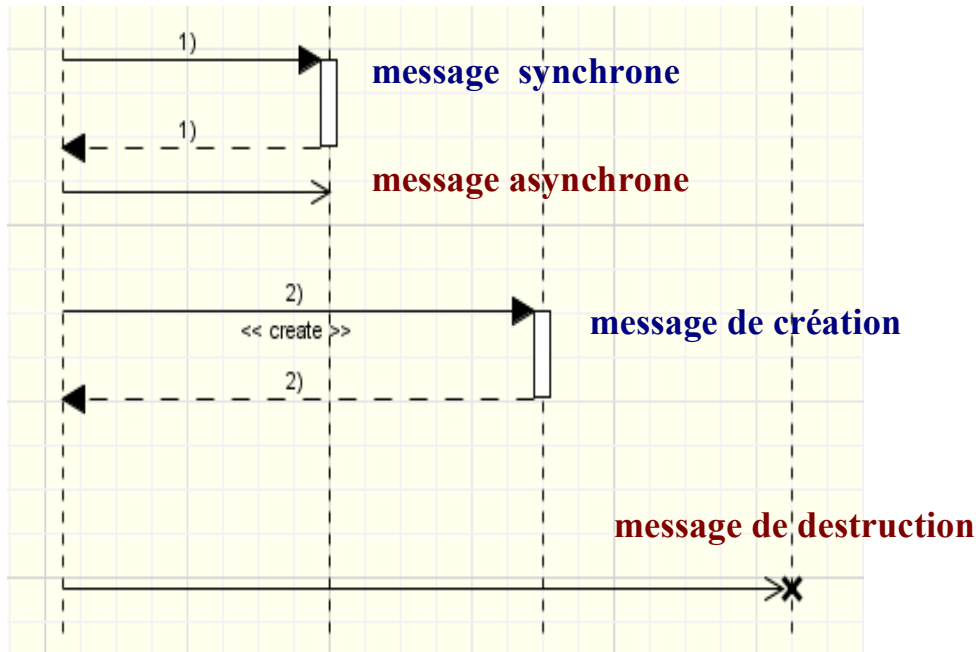 1)
message synchrone
1)
message asynchrone
2)
<< create >>
message de création
2)
message de destruction